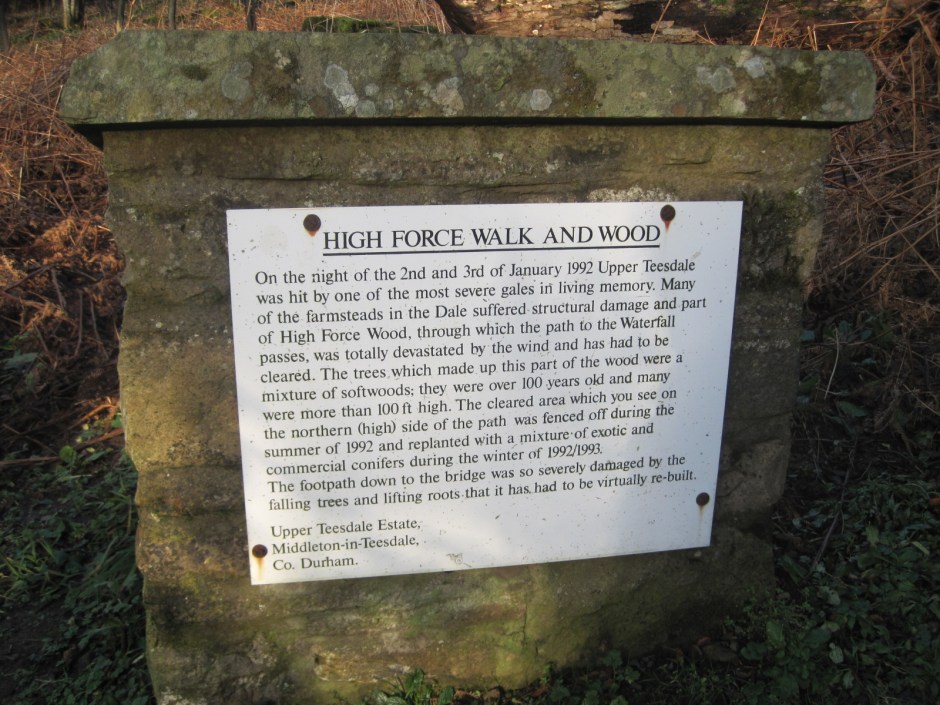 HIGH FORCE WALK AND WOOD
On the night of the 2nd and 3rd of January 1992 Upper Teesdale
was hit by one of the most severe gales in living memory. Many
of the farmsteads in the Dale suffered structural damage and part
of High Force Wood, through which the path to the Waterfall
passes, was totally devastated by the wind and has had to be
cleared. The trees which made up this part of the wood were a
mixture of softwoods; they were over 100 years old and many
were more than 100 ft high. The cleared area which you see on
the northern (high) side of the path was fenced off during the
summer of 1992 and replanted with a mixture of exotic and
commercial conifers during the winter of 1992/1993.
The footpath down to the bridge was so severely damaged by the
falling trees and lifting roots that it has had to be virtually re-built.
Upper Teesdale Estate,
Middleton-in-Teesdale,
Co. Durham.